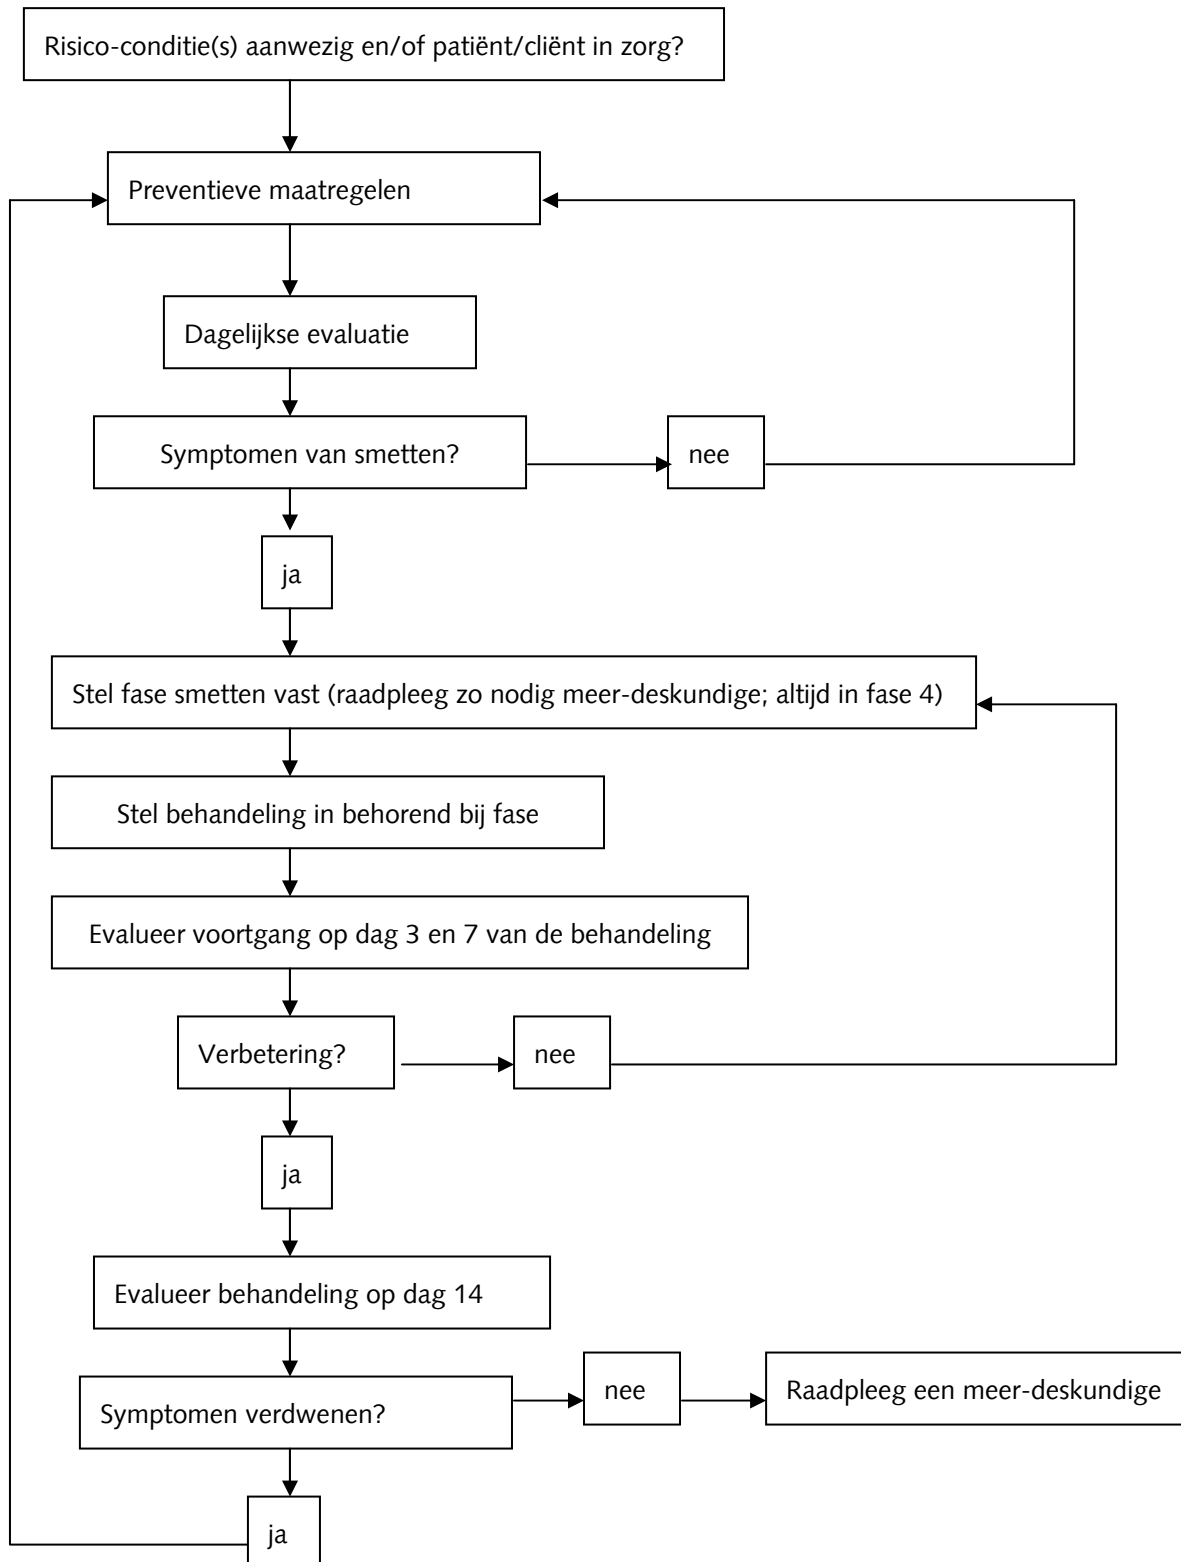 Risico-conditie(s) aanwezig en/of patiënt/cliënt in zorg?
Preventieve maatregelen
Dagelijkse evaluatie
Symptomen van smetten?
nee
ja
Stel fase smetten vast (raadpleeg zo nodig meer-deskundige; altijd in fase 4)
Stel behandeling in behorend bij fase
Evalueer voortgang op dag 3 en 7 van de behandeling
Verbetering?
nee
ja
Evalueer behandeling op dag 14
Symptomen verdwenen?
nee
Raadpleeg een meer-deskundige
ja